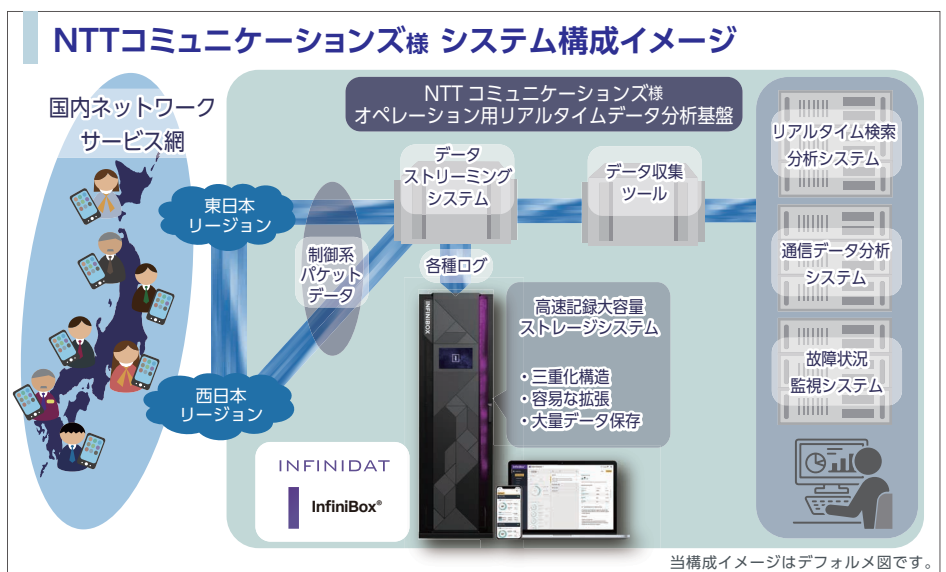 NTTコミュニケーションズ様 システム構成イメージ
国内ネットワーク
サービス網
NTT コミュニケーションズ様
オペレーション用リアルタイムデータ分析基盤
東日本
リージョン
西日本
リージョン
制御系
パケット
データ
データ
ストリーミング
システム
データ収集
ツール
各種ログ
INFINIBOX
高速記録大容量
ストレージシステム
・三重化構造
・容易な拡張
・大量データ保存
リアルタイム検索
分析システム
通信データ分析
システム
故障状況
監視システム
INFINIDAT
InfiniBox®
当構成イメージはデフォルメ図です。